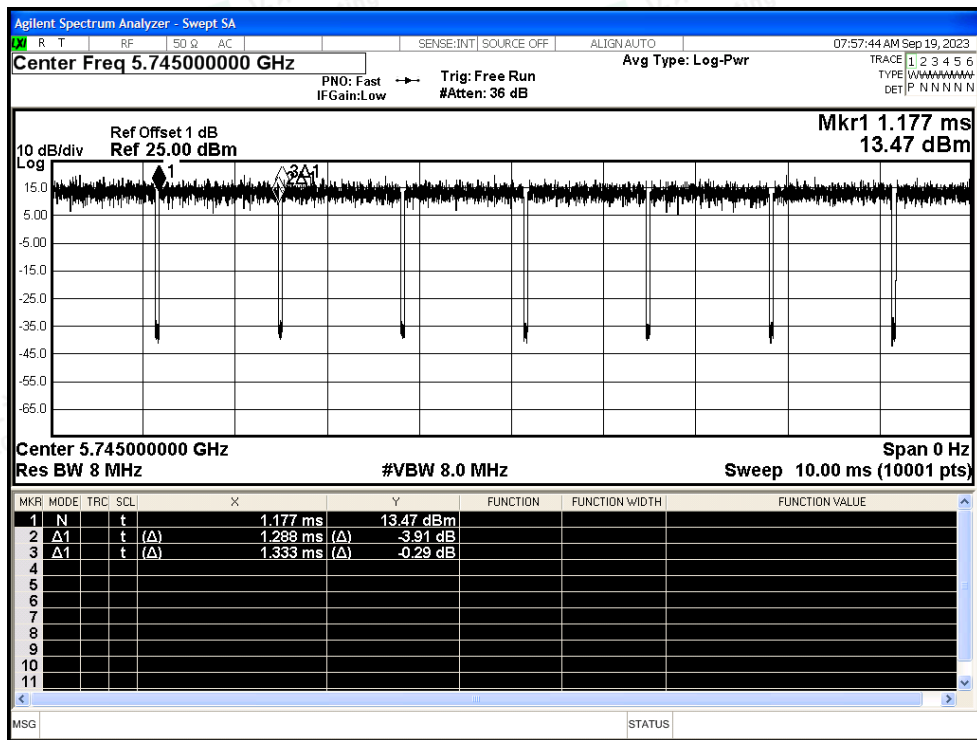 Agilent Spectrum Analyzer - Swept SA
LXI R T RF 50 Ω AC SENSE:INT SOURCE OFF ALIGN AUTO 07:57:44 AM Sep 19, 2023
Center Freq 5.745000000 GHz Avg Type: Log-Pwr TRACE 1 2 3 4 5 6
PNO: Fast Trig: Free Run TYPE WWWWWW
IFGain:Low #Atten: 36 dB DET P N N N N N
Mkr1 1.177 ms
Ref Offset 1 dB
10 dB/div Ref 25.00 dBm 13.47 dBm
Log
1 3Δ1
15.0
5.00
-5.00
-15.0
-25.0
-35.0
-45.0
-55.0
-65.0
Center 5.745000000 GHz Span 0 Hz
Res BW 8 MHz #VBW 8.0 MHz Sweep 10.00 ms (10001 pts)
MKR MODE TRC SCL X Y FUNCTION FUNCTION WIDTH FUNCTION VALUE
1 N t 1.177 ms 13.47 dBm
2 Δ1 t (Δ) 1.288 ms (Δ) -3.91 dB
3 Δ1 t (Δ) 1.333 ms (Δ) -0.29 dB
4
5
6
7
8
9
10
11
MSG STATUS